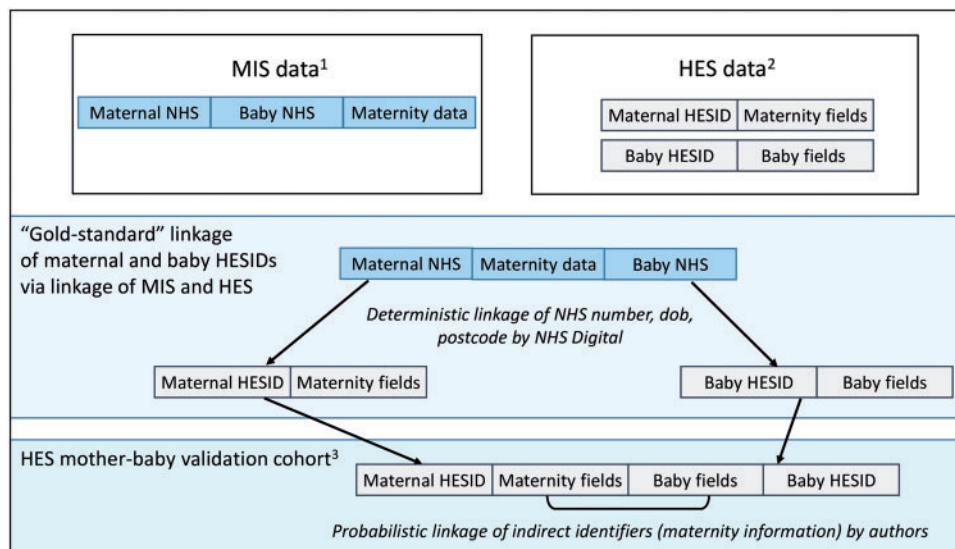 MIS data¹
Maternal NHS Baby NHS Maternity data
HES data²
Maternal HESID Maternity fields
Baby HESID Baby fields
“Gold-standard” linkage
of maternal and baby HESIDs
via linkage of MIS and HES
Maternal NHS Maternity data Baby NHS
Deterministic linkage of NHS number, dob,
postcode by NHS Digital
Maternal HESID Maternity fields
Baby HESID Baby fields
HES mother-baby validation cohort³
Maternal HESID Maternity fields Baby fields Baby HESID
Probabilistic linkage of indirect identifiers (maternity information) by authors